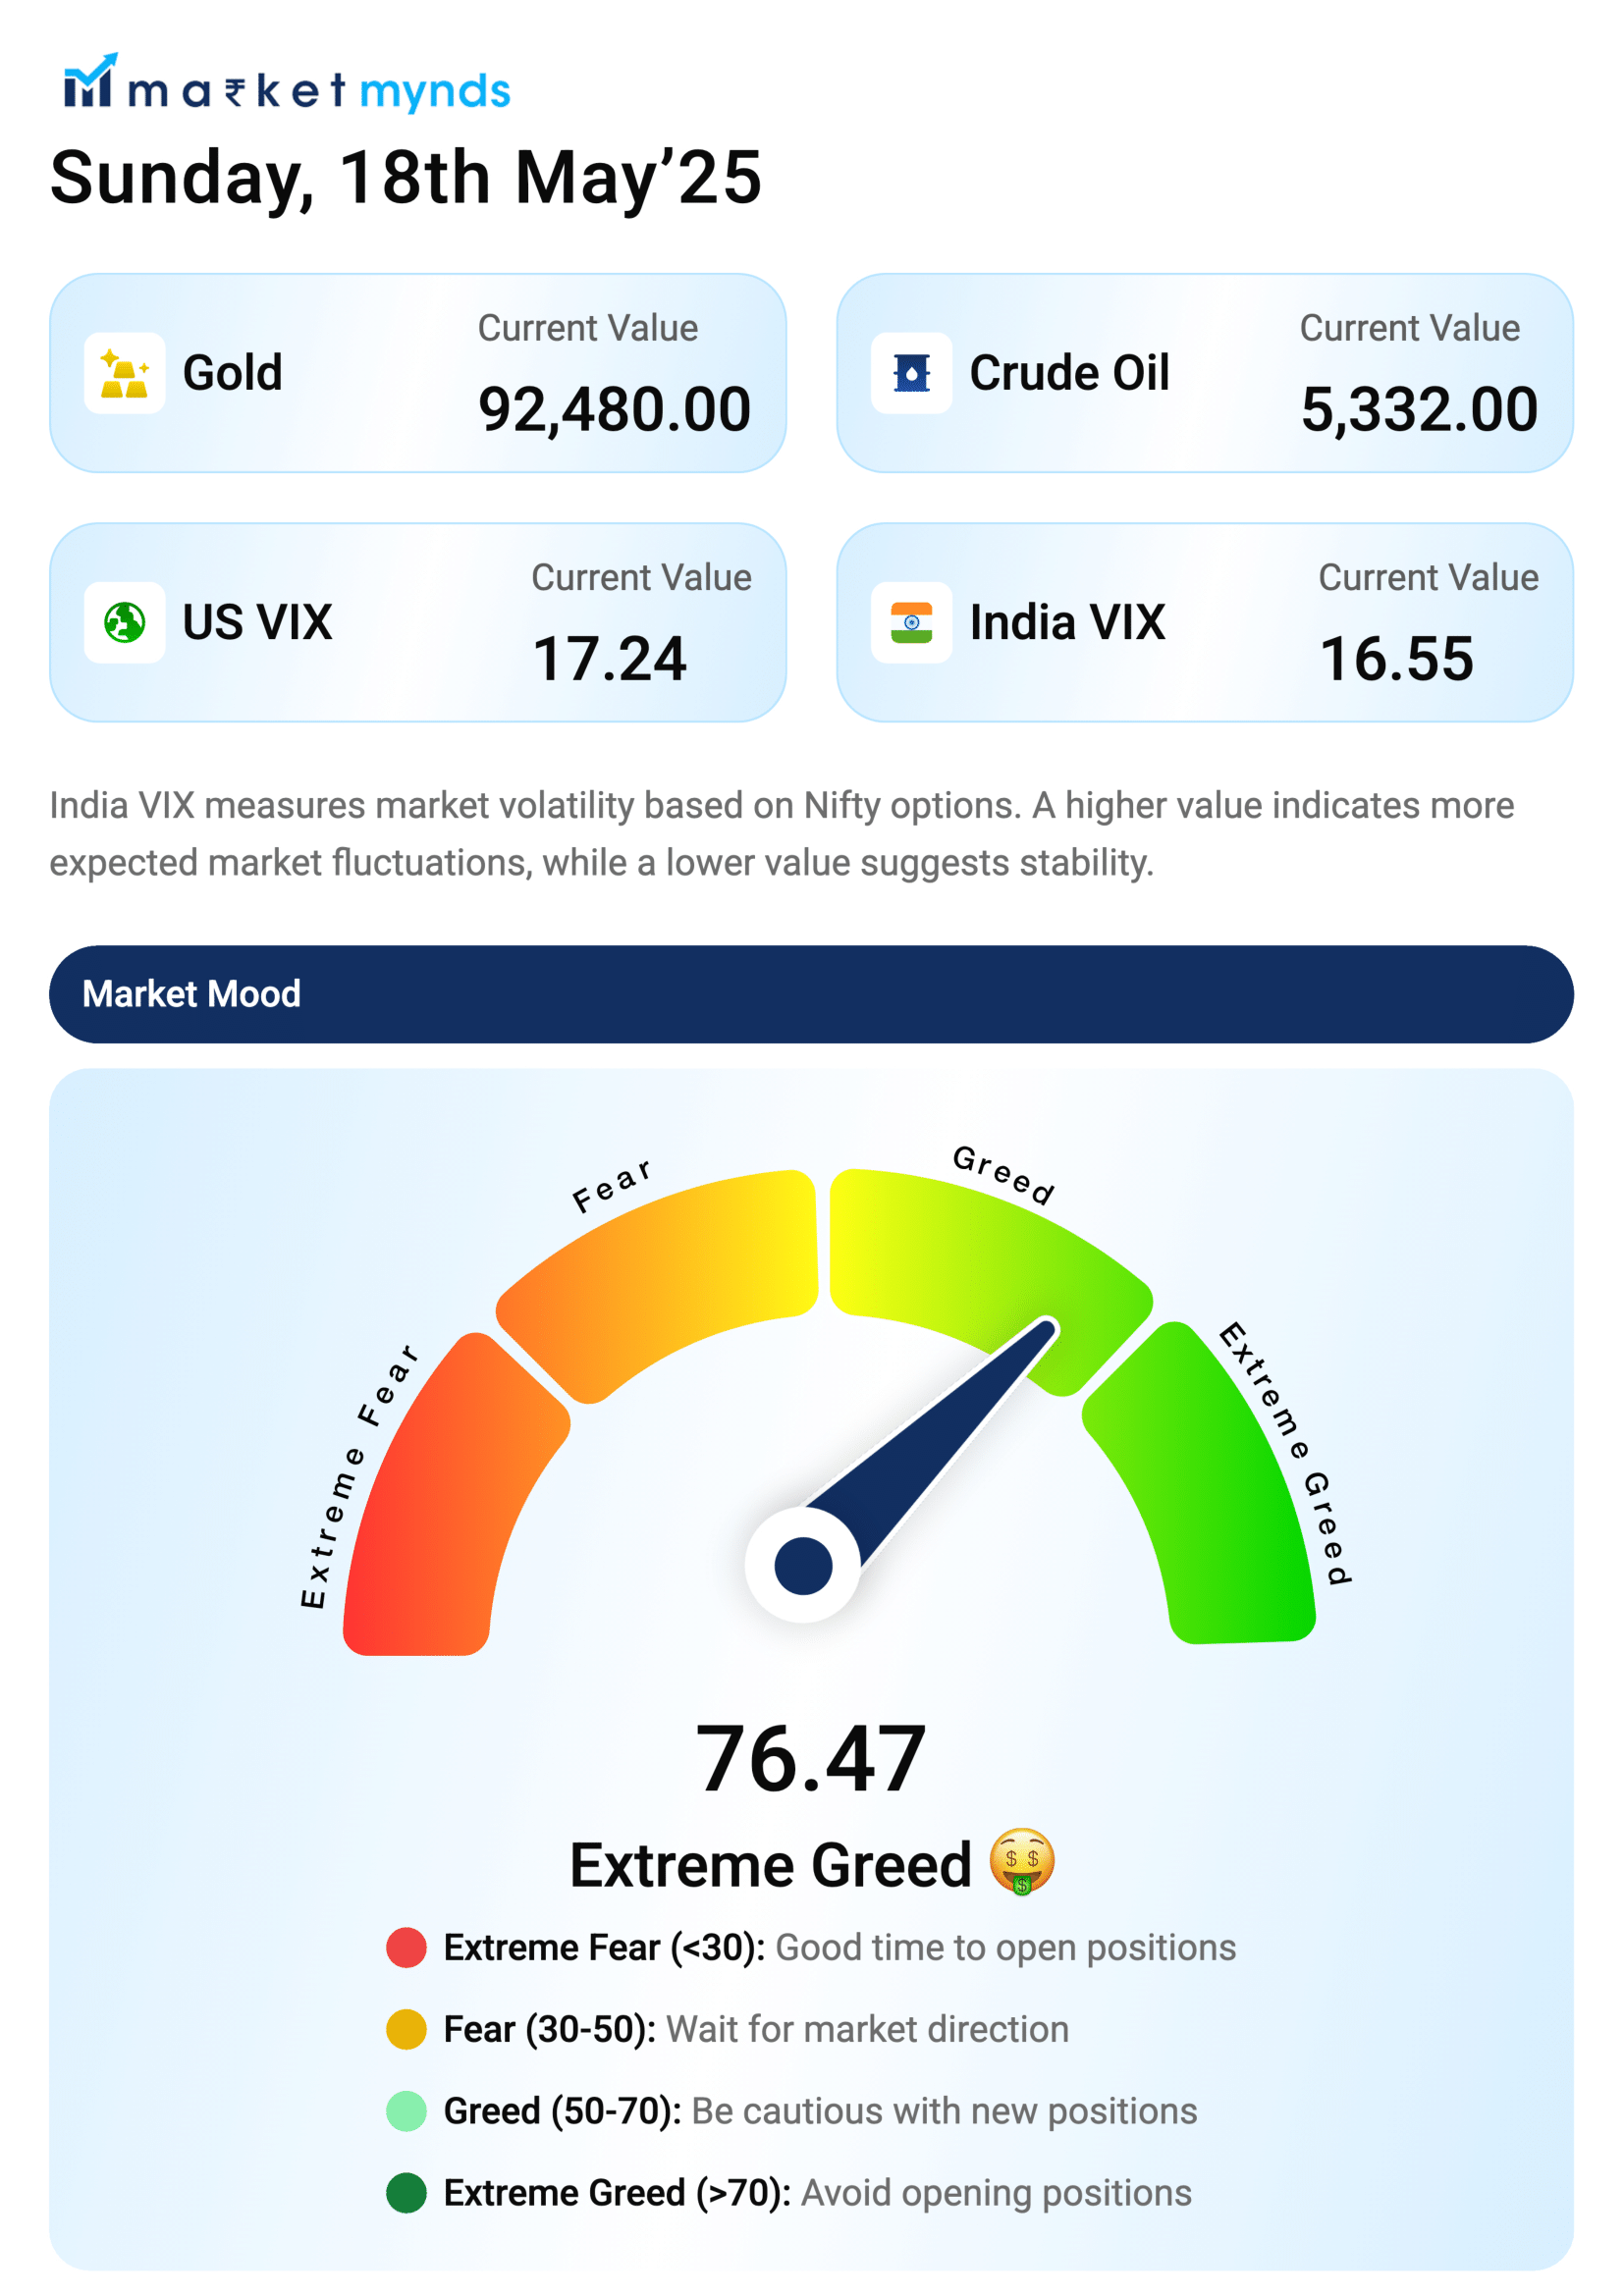 ma₹ket mynds
Sunday, 18th May’25
Gold
Current Value
92,480.00
Crude Oil
Current Value
5,332.00
US VIX
Current Value
17.24
India VIX
Current Value
16.55
India VIX measures market volatility based on Nifty options. A higher value indicates more
expected market fluctuations, while a lower value suggests stability.
Market Mood
Extreme Fear
Fear
Greed
Extreme Greed
76.47
Extreme Greed 🤑
Extreme Fear (<30): Good time to open positions
Fear (30-50): Wait for market direction
Greed (50-70): Be cautious with new positions
Extreme Greed (>70): Avoid opening positions